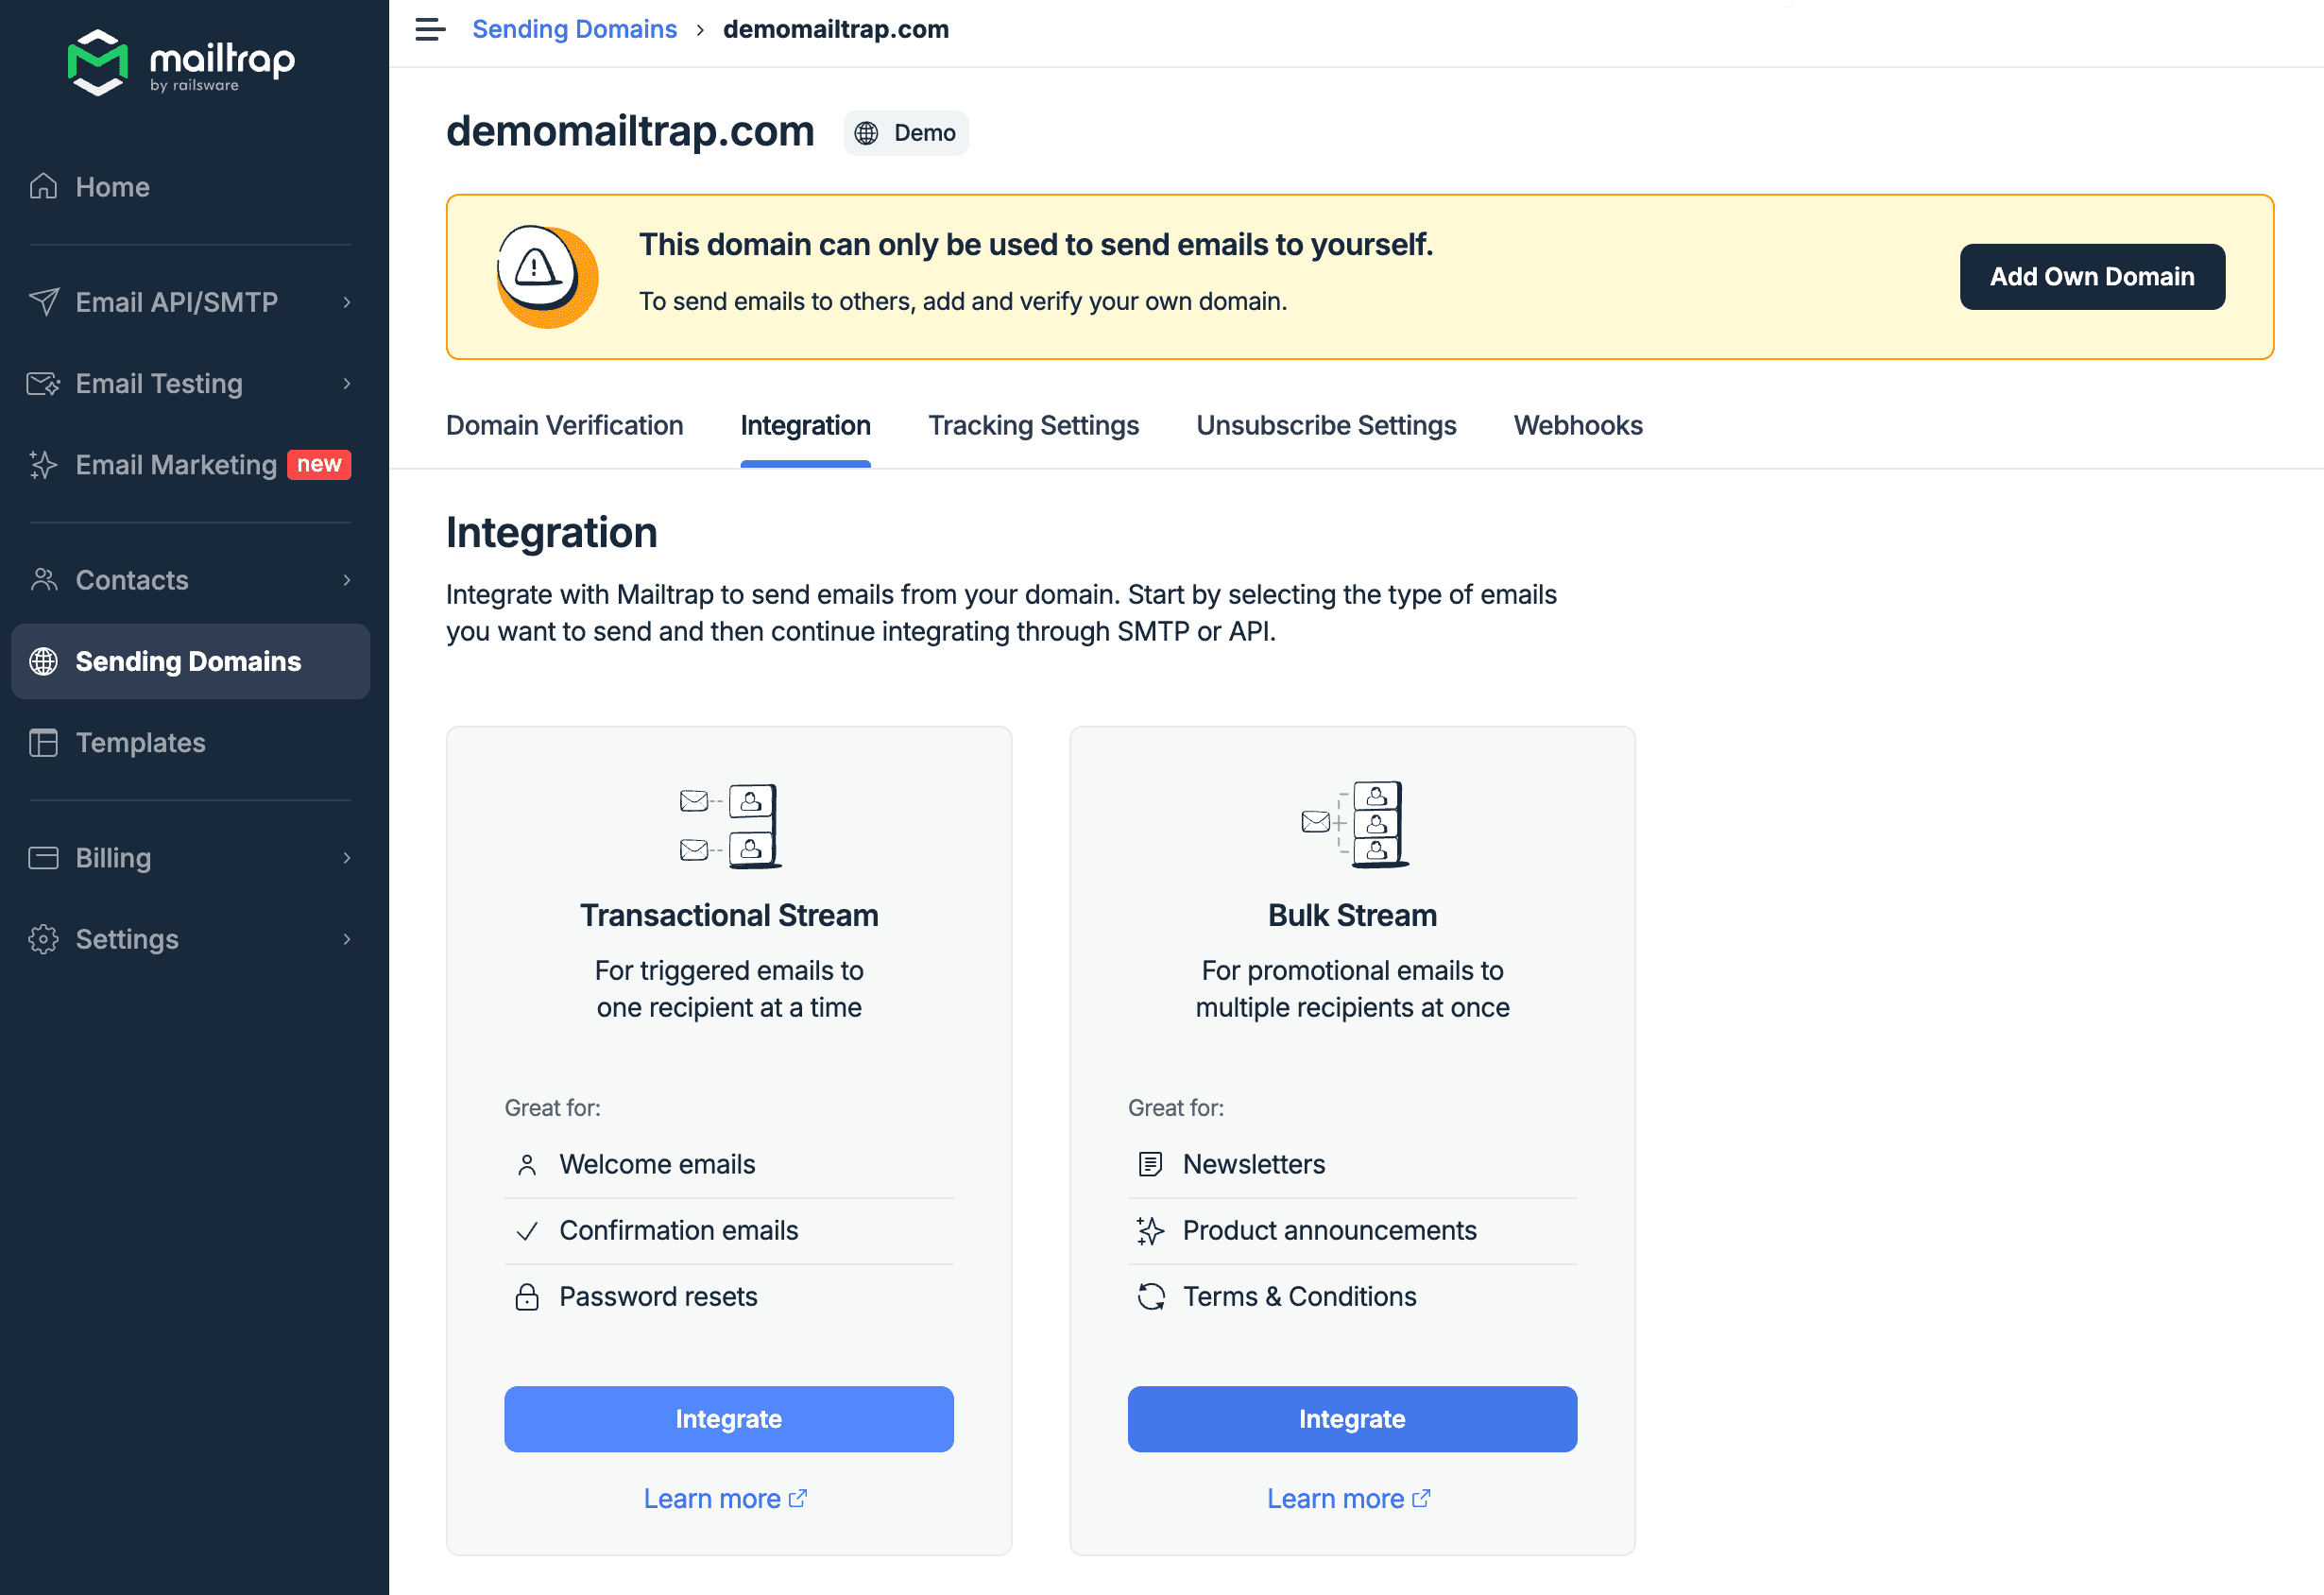 mailtrap
by railsware
Home
Email API/SMTP
Email Testing
Email Marketing new
Contacts
Sending Domains
Templates
Billing
Settings
Sending Domains › demomailtrap.com
demomailtrap.com
Demo
This domain can only be used to send emails to yourself.
To send emails to others, add and verify your own domain.
Add Own Domain
Domain Verification
Integration
Tracking Settings
Unsubscribe Settings
Webhooks
Integration
Integrate with Mailtrap to send emails from your domain. Start by selecting the type of emails
you want to send and then continue integrating through SMTP or API.
Transactional Stream
For triggered emails to
one recipient at a time
Great for:
Welcome emails
Confirmation emails
Password resets
Integrate
Learn more
Bulk Stream
For promotional emails to
multiple recipients at once
Great for:
Newsletters
Product announcements
Terms & Conditions
Integrate
Learn more